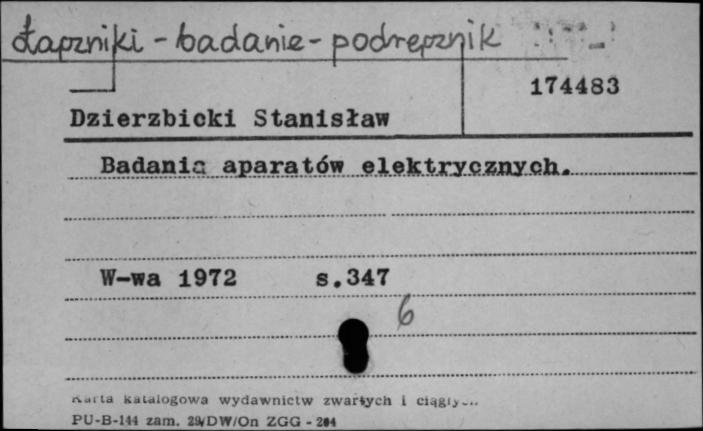 Łączniki - badanie - podręcznik
174483
Dzierzbicki Stanisław
Badania aparatów elektrycznych.
W-wa 1972 s.347
6
Karta katalogowa wydawnictw zwartych i ciągłych
PU-B-144 zam. 29/DW/On ZGG - 204